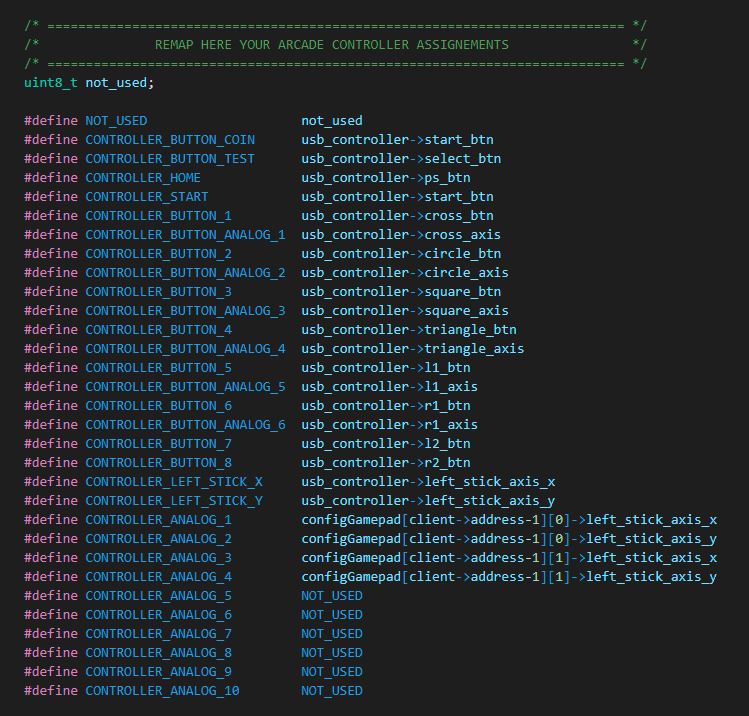 /* =========================================================================== */
/*               REMAP HERE YOUR ARCADE CONTROLLER ASSIGNEMENTS                */
/* =========================================================================== */
uint8_t not_used;

#define NOT_USED                    not_used
#define CONTROLLER_BUTTON_COIN      usb_controller->start_btn
#define CONTROLLER_BUTTON_TEST      usb_controller->select_btn
#define CONTROLLER_HOME             usb_controller->ps_btn
#define CONTROLLER_START            usb_controller->start_btn
#define CONTROLLER_BUTTON_1         usb_controller->cross_btn
#define CONTROLLER_BUTTON_ANALOG_1  usb_controller->cross_axis
#define CONTROLLER_BUTTON_2         usb_controller->circle_btn
#define CONTROLLER_BUTTON_ANALOG_2  usb_controller->circle_axis
#define CONTROLLER_BUTTON_3         usb_controller->square_btn
#define CONTROLLER_BUTTON_ANALOG_3  usb_controller->square_axis
#define CONTROLLER_BUTTON_4         usb_controller->triangle_btn
#define CONTROLLER_BUTTON_ANALOG_4  usb_controller->triangle_axis
#define CONTROLLER_BUTTON_5         usb_controller->l1_btn
#define CONTROLLER_BUTTON_ANALOG_5  usb_controller->l1_axis
#define CONTROLLER_BUTTON_6         usb_controller->r1_btn
#define CONTROLLER_BUTTON_ANALOG_6  usb_controller->r1_axis
#define CONTROLLER_BUTTON_7         usb_controller->l2_btn
#define CONTROLLER_BUTTON_8         usb_controller->r2_btn
#define CONTROLLER_LEFT_STICK_X     usb_controller->left_stick_axis_x
#define CONTROLLER_LEFT_STICK_Y     usb_controller->left_stick_axis_y
#define CONTROLLER_ANALOG_1         configGamepad[client->address-1][0]->left_stick_axis_x
#define CONTROLLER_ANALOG_2         configGamepad[client->address-1][0]->left_stick_axis_y
#define CONTROLLER_ANALOG_3         configGamepad[client->address-1][1]->left_stick_axis_x
#define CONTROLLER_ANALOG_4         configGamepad[client->address-1][1]->left_stick_axis_y
#define CONTROLLER_ANALOG_5         NOT_USED
#define CONTROLLER_ANALOG_6         NOT_USED
#define CONTROLLER_ANALOG_7         NOT_USED
#define CONTROLLER_ANALOG_8         NOT_USED
#define CONTROLLER_ANALOG_9         NOT_USED
#define CONTROLLER_ANALOG_10        NOT_USED